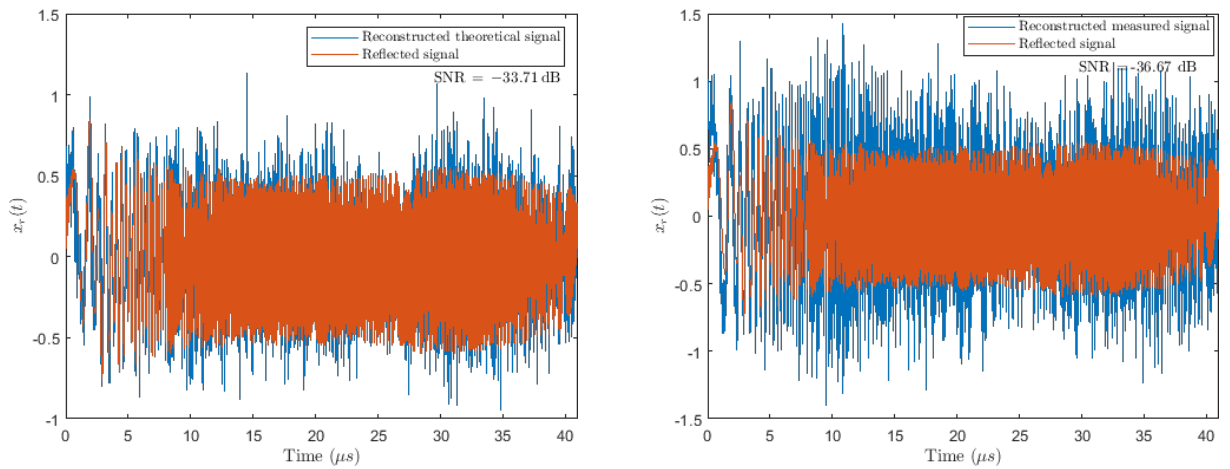 1.5
1
0.5
0
-0.5
-1
x_r(t)
Reconstructed theoretical signal
Reflected signal
SNR = −33.71 dB
0 5 10 15 20 25 30 35 40
Time (μs)
1.5
1
0.5
0
-0.5
-1
-1.5
x_r(t)
Reconstructed measured signal
Reflected signal
SNR = -36.67 dB
0 5 10 15 20 25 30 35 40
Time (μs)